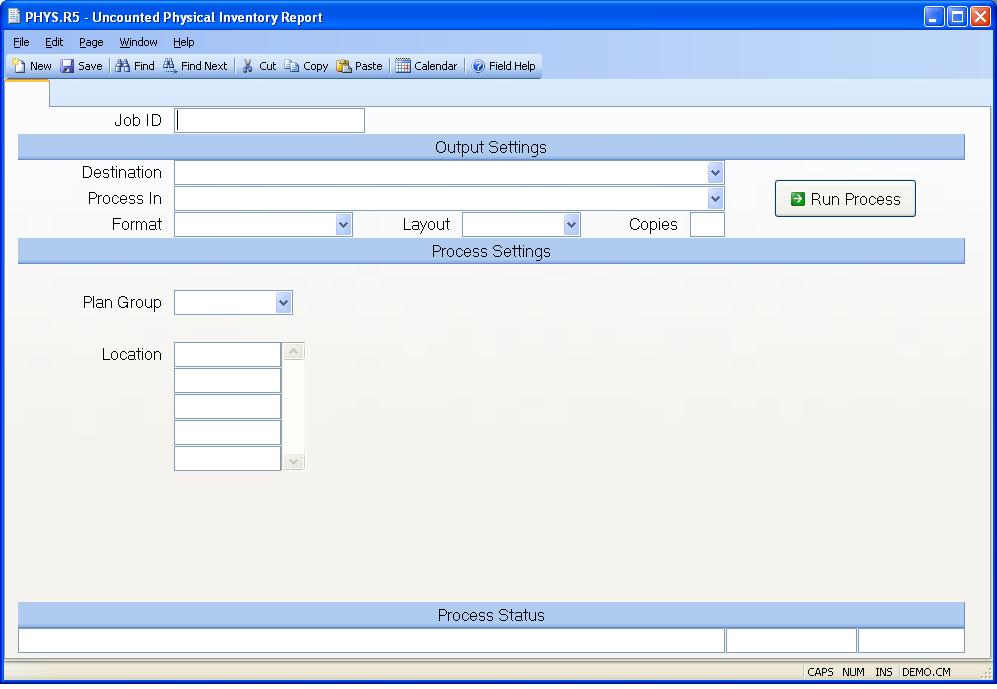 PHYS.R5 - Uncounted Physical Inventory Report
File Edit Page Window Help
New Save Find Find Next Cut Copy Paste Calendar Field Help
Job ID
Output Settings
Destination
Process In
Run Process
Format Layout Copies
Process Settings
Plan Group
Location
Process Status
CAPS NUM INS DEMO.CM